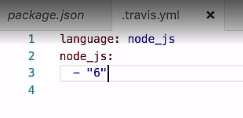 package.json .travis.yml ×
1 language: node_js
2 node_js:
3 - "6"
4